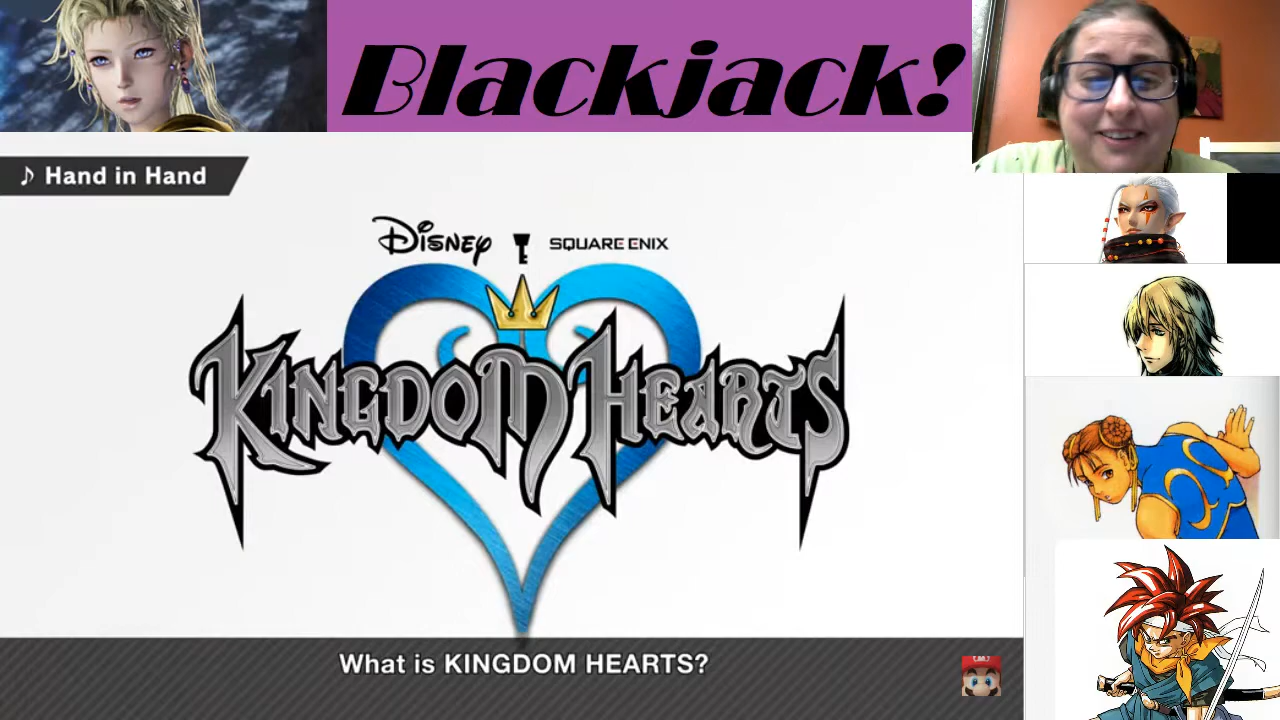 Blackjack!
♪ Hand in Hand
Disney SQUARE ENIX
KINGDOM HEARTS
What is KINGDOM HEARTS?